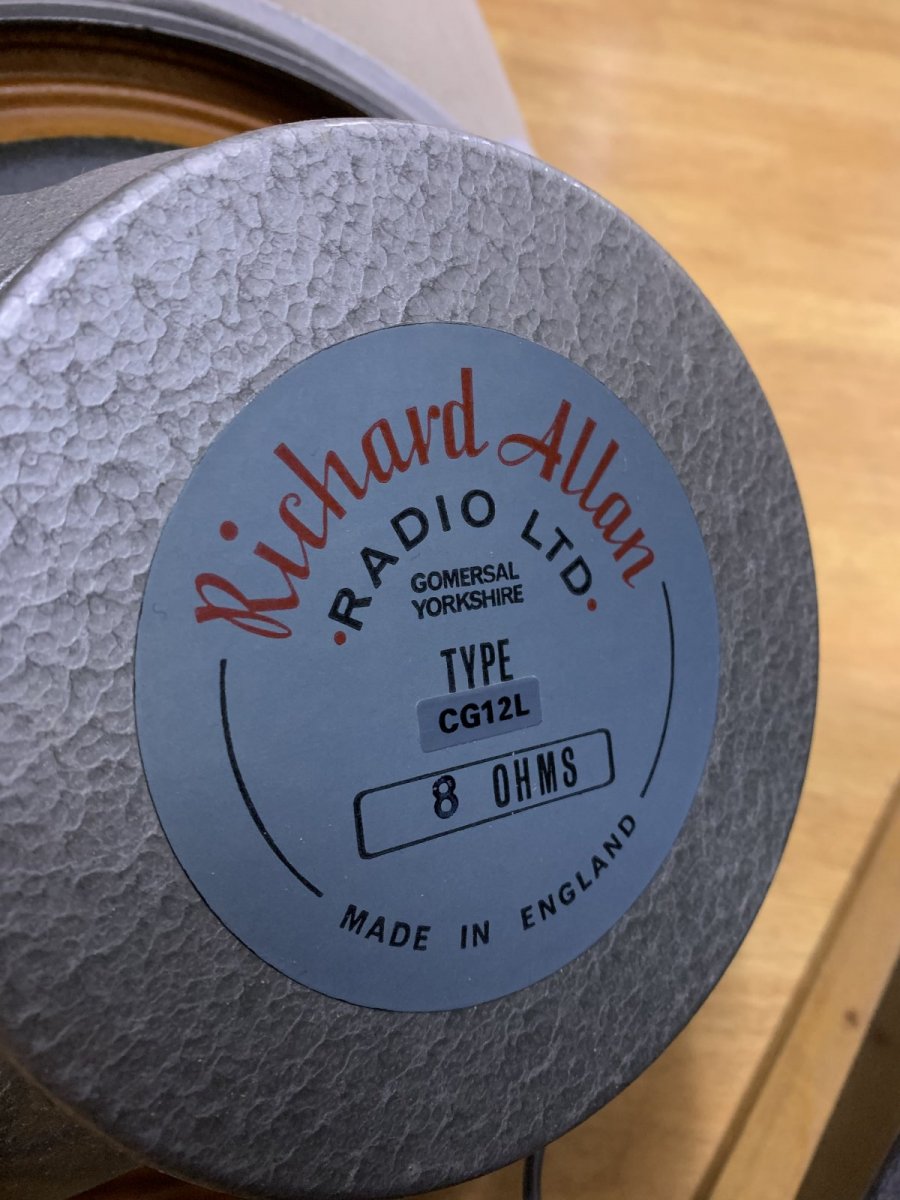 Richard Allan
RADIO LTD
GOMERSAL
YORKSHIRE
TYPE
CG12L
8 OHMS
MADE IN ENGLAND